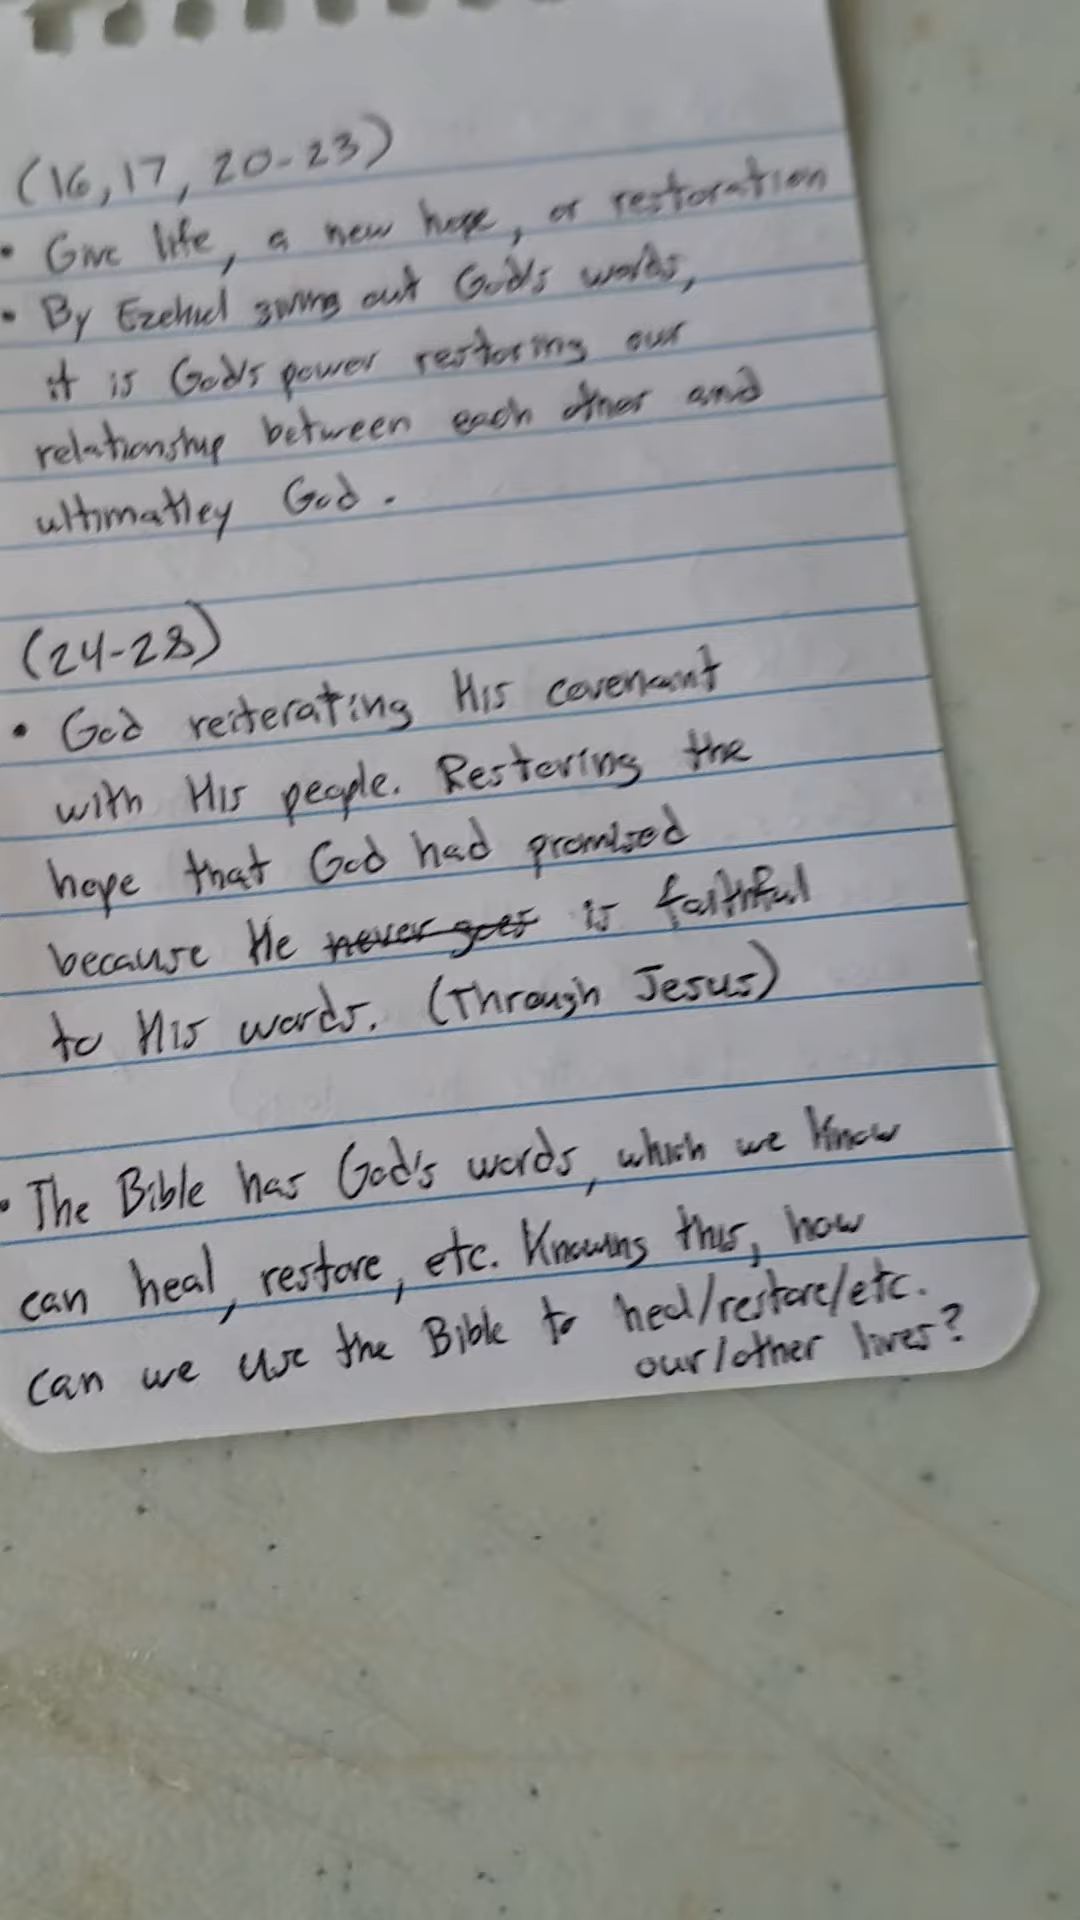 (16,17, 20-23)
• Give life, a new hope, or restoration
• By Ezekiel giving out God's words,
it is God's power restoring our
relationship between each other and
ultimatley God.
(24-28)
• God reiterating His covenant
with His people. Restoring the
hope that God had promised
because He never goes is faithful
to His words. (Through Jesus)
• The Bible has God's words, which we know
can heal, restore, etc. Knowing this, how
can we use the Bible to heal/restore/etc.
our/other lives?